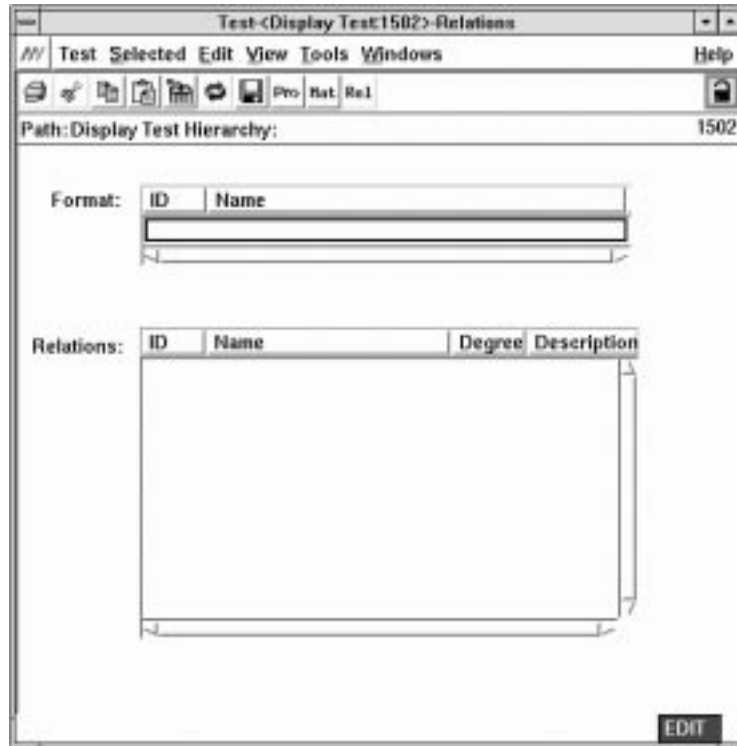 Test-<Display Test:1502>-Relations
Test Selected Edit View Tools Windows Help
Pro Mat Rel
Path:Display Test Hierarchy: 1502
Format: ID Name
Relations: ID Name Degree Description
EDIT